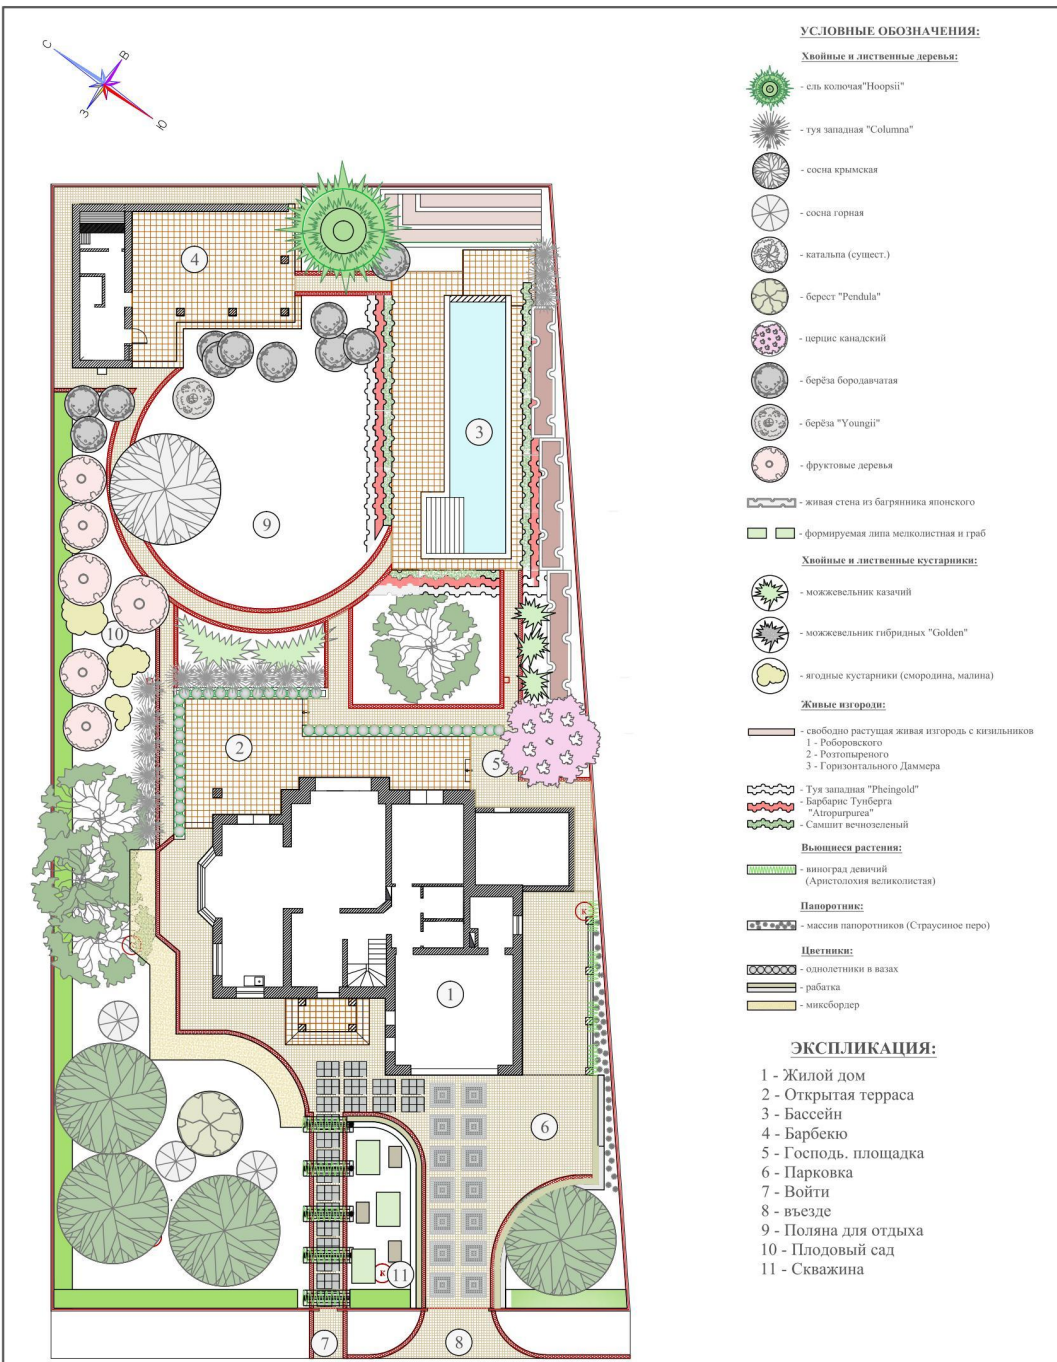 С
В
З
Ю
4
3
9
10
2
5
1
6
К
К
11
7
8
УСЛОВНЫЕ ОБОЗНАЧЕНИЯ:
Хвойные и лиственные деревья:
- ель колючая"Hoopsii"
- туя западная "Columna"
- сосна крымская
- сосна горная
- катальпа (сущест.)
- берест "Pendula"
- церцис канадский
- берёза бородавчатая
- берёза "Youngii"
- фруктовые деревья
- живая стена из багрянника японского
- формируемая липа мелколистная и граб
Хвойные и лиственные кустарники:
- можжевельник казачий
- можжевельник гибридных "Golden"
- ягодные кустарники (смородина, малина)
Живые изгороди:
- свободно растущая живая изгородь с кизильников
1 - Роборовского
2 - Розтопыреного
3 - Горизонтального Даммера
- Туя западная "Pheingold"
- Барбарис Тунберга
"Atropurpurea"
- Самшит вечнозеленый
Вьющиеся растения:
- виноград девичий
(Аристолохия великолистая)
Папоротник:
- массив папоротников (Страусиное перо)
Цветники:
- однолетники в вазах
- рабатка
- миксбордер
ЭКСПЛИКАЦИЯ:
1 - Жилой дом
2 - Открытая терраса
3 - Бассейн
4 - Барбекю
5 - Господь. площадка
6 - Парковка
7 - Войти
8 - въезде
9 - Поляна для отдыха
10 - Плодовый сад
11 - Скважина